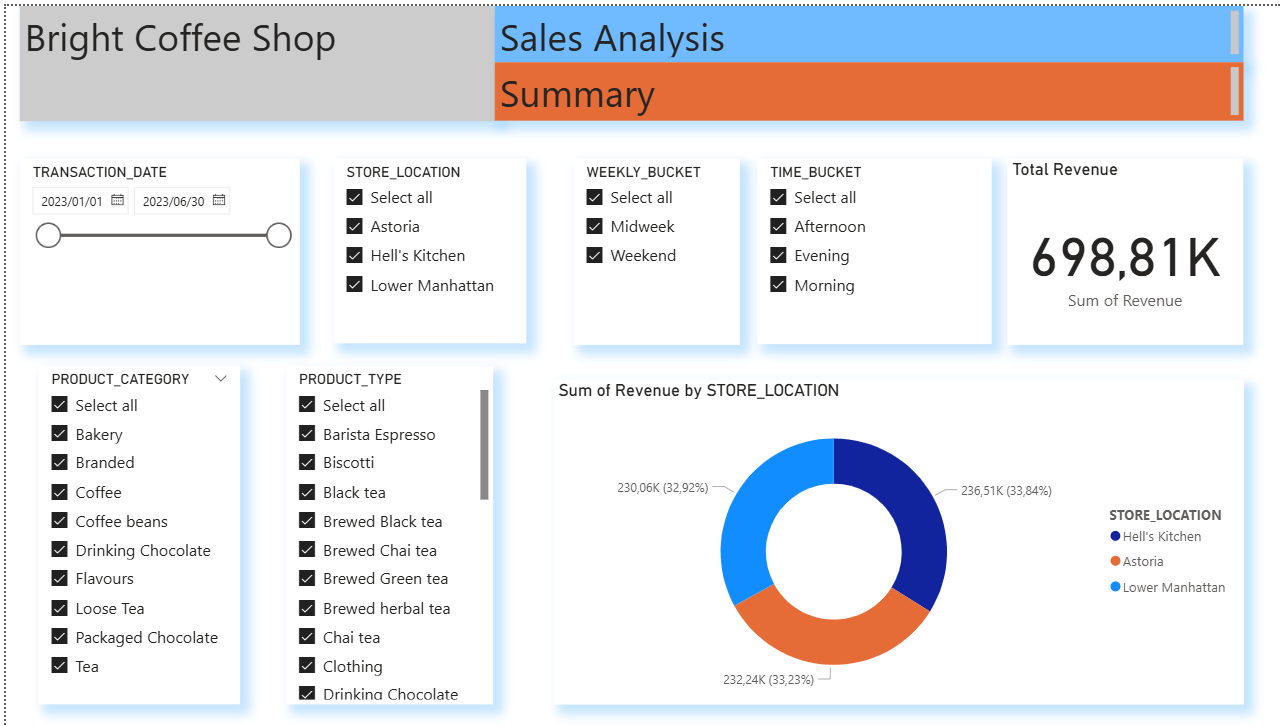 Bright Coffee Shop
Sales Analysis
Summary
TRANSACTION_DATE
2023/01/01
2023/06/30
STORE_LOCATION
Select all
Astoria
Hell's Kitchen
Lower Manhattan
WEEKLY_BUCKET
Select all
Midweek
Weekend
TIME_BUCKET
Select all
Afternoon
Evening
Morning
Total Revenue
698,81K
Sum of Revenue
PRODUCT_CATEGORY
Select all
Bakery
Branded
Coffee
Coffee beans
Drinking Chocolate
Flavours
Loose Tea
Packaged Chocolate
Tea
PRODUCT_TYPE
Select all
Barista Espresso
Biscotti
Black tea
Brewed Black tea
Brewed Chai tea
Brewed Green tea
Brewed herbal tea
Chai tea
Clothing
Drinking Chocolate
Sum of Revenue by STORE_LOCATION
230,06K (32,92%)
236,51K (33,84%)
232,24K (33,23%)
STORE_LOCATION
Hell's Kitchen
Astoria
Lower Manhattan